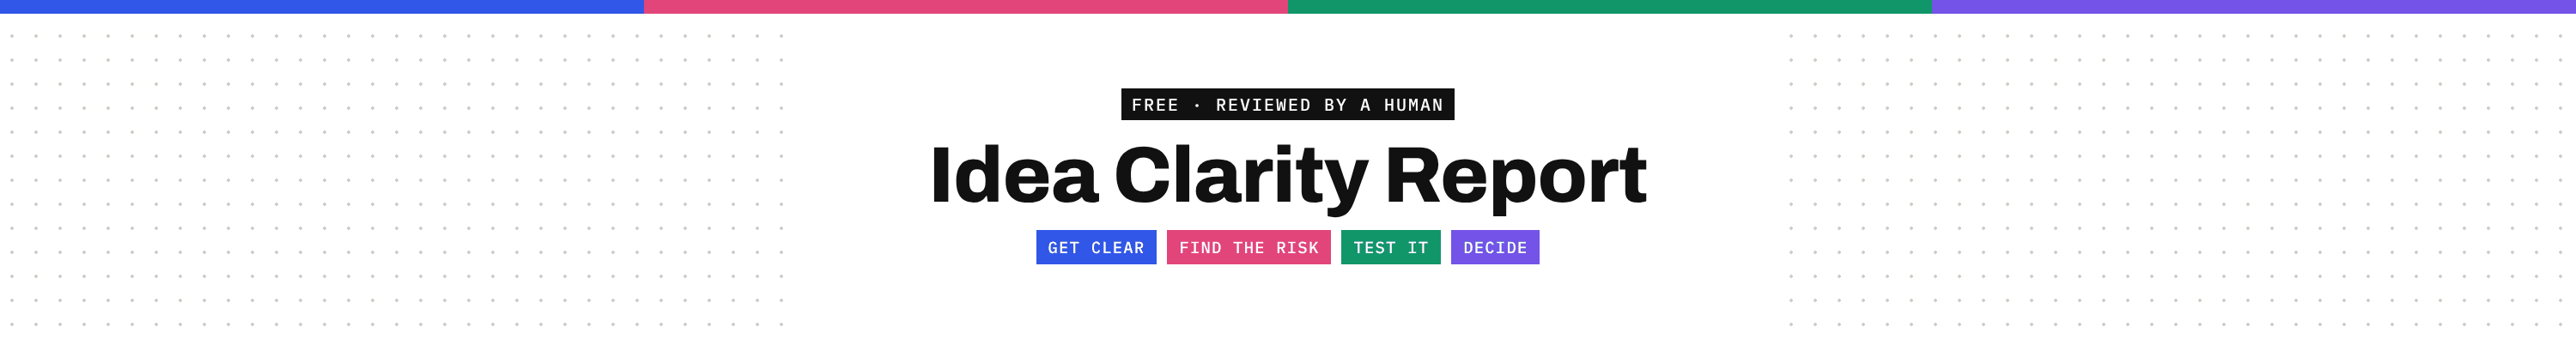 FREE · REVIEWED BY A HUMAN
Idea Clarity Report
GET CLEAR FIND THE RISK TEST IT DECIDE